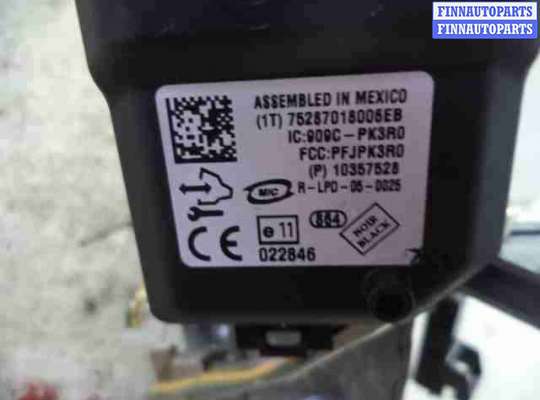 FINNAUTOPARTS
FINNAUTOPARTS
ASSEMBLED IN MEXICO
(1T) 75287018006EB
IC:909C-PK3R0
FCC:PFJPK3R0
(P) 10357528
MIC
R-LPD-05-0025
e 11
884
NOIR
BLACK
CE
022846